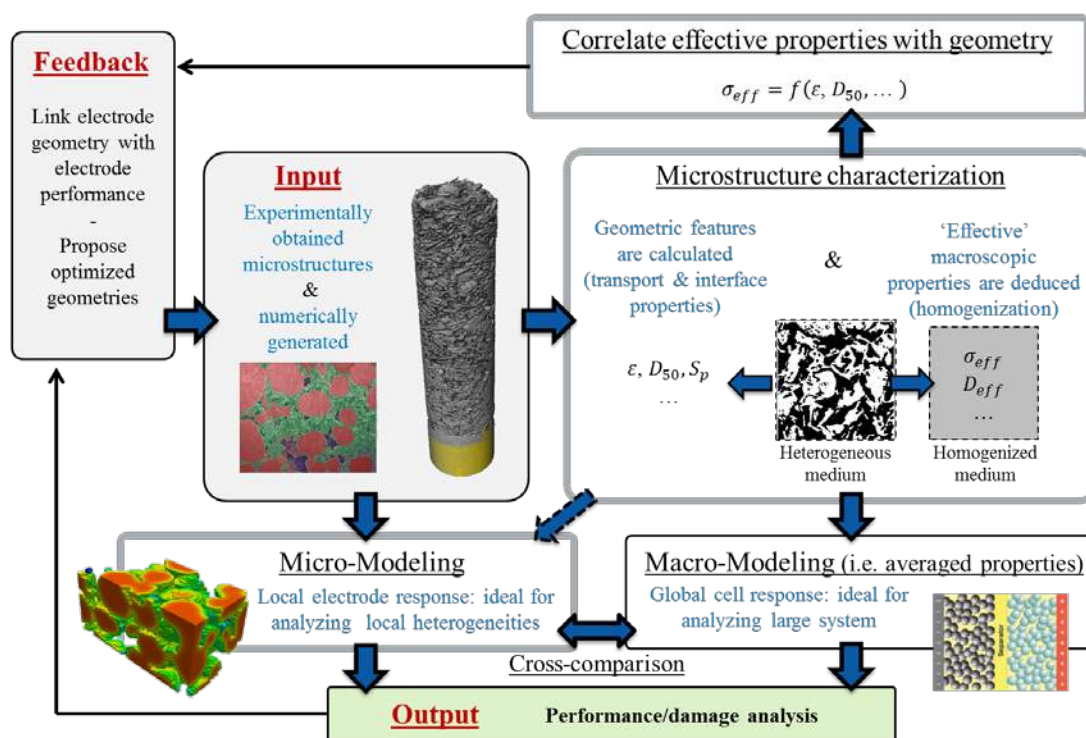 Feedback
Link electrode
geometry with
electrode
performance
-
Propose
optimized
geometries
Correlate effective properties with geometry
σ_eff = f(ε, D_50, … )
Input
Experimentally
obtained
microstructures
&
numerically
generated
Microstructure characterization
Geometric features
are calculated
(transport & interface
properties)
&
‘Effective’
macroscopic
properties are deduced
(homogenization)
ε, D_50, S_p
…
σ_eff
D_eff
…
Heterogeneous
medium
Homogenized
medium
Micro-Modeling
Local electrode response: ideal for
analyzing local heterogeneities
Macro-Modeling (i.e. averaged properties)
Global cell response: ideal for
analyzing large system
Separator
Cross-comparison
Output Performance/damage analysis